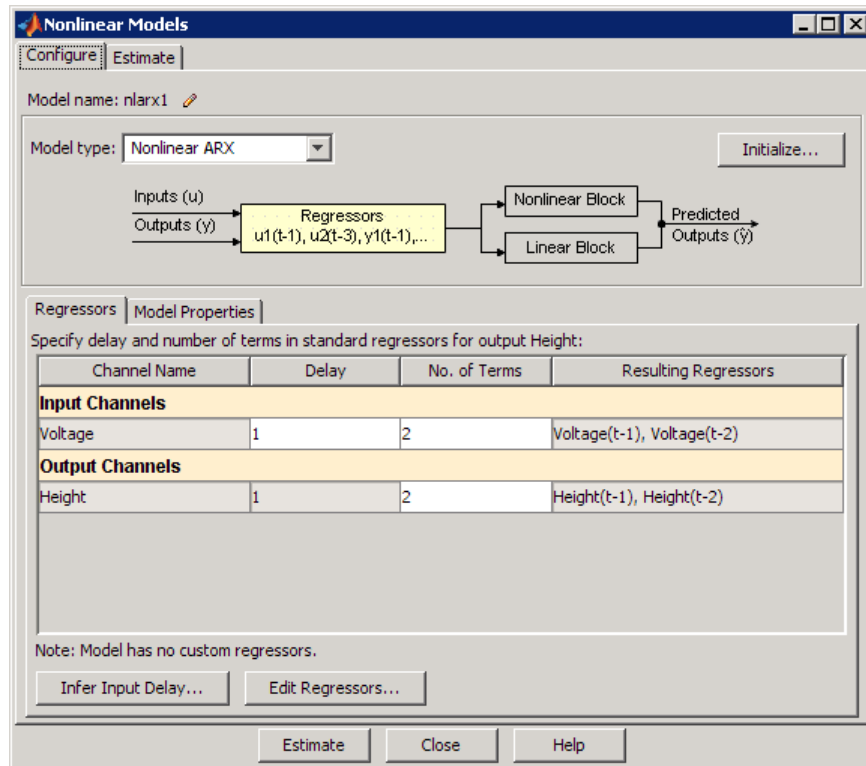 Nonlinear Models
Configure Estimate
Model name: nlarx1
Model type: Nonlinear ARX Initialize...
Inputs (u)
Outputs (y)
Regressors
u1(t-1), u2(t-3), y1(t-1),...
Nonlinear Block
Linear Block
Predicted
Outputs (ŷ)
Regressors Model Properties
Specify delay and number of terms in standard regressors for output Height:
Channel Name Delay No. of Terms Resulting Regressors
Input Channels
Voltage 1 2 Voltage(t-1), Voltage(t-2)
Output Channels
Height 1 2 Height(t-1), Height(t-2)
Note: Model has no custom regressors.
Infer Input Delay... Edit Regressors...
Estimate Close Help